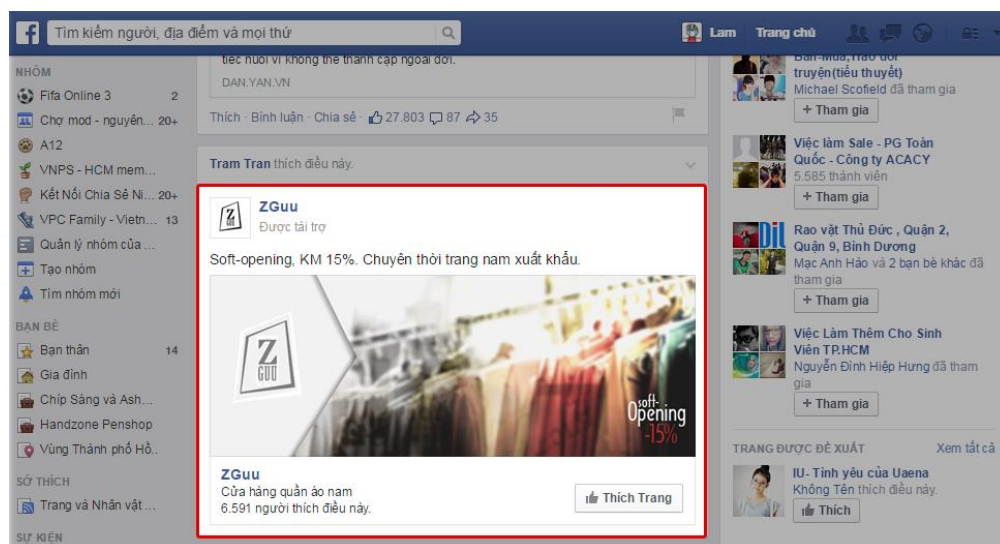 Tìm kiếm người, địa điểm và mọi thứ
Lam Trang chủ
NHÓM
Fifa Online 3 2
Chợ mod - nguyên... 20+
A12
VNPS - HCM mem...
Kết Nối Chia Sẻ Ni... 20+
VPC Family - Vietn... 13
Quản lý nhóm của ...
Tạo nhóm
Tìm nhóm mới
BẠN BÈ
Bạn thân 14
Gia đình
Chíp Sáng và Ash...
Handzone Penshop
Vùng Thành phố Hồ..
SỞ THÍCH
Trang và Nhân vật ...
SỰ KIỆN
tiếc nuối vì không thể thành cặp ngoài đời.
DAN.YAN.VN
Thích · Bình luận · Chia sẻ · 27.803 87 35
Tram Tran thích điều này.
ZGuu
Được tài trợ
Soft-opening, KM 15%. Chuyên thời trang nam xuất khẩu.
Z
GUU
soft-
Opening
-15%
ZGuu
Cửa hàng quần áo nam
6.591 người thích điều này.
Thích Trang
truyện(tiểu thuyết)
Michael Scofield đã tham gia
+ Tham gia
Việc làm Sale - PG Toàn
Quốc - Công ty ACACY
5.585 thành viên
+ Tham gia
Rao vặt Thủ Đức , Quận 2,
Quận 9, Bình Dương
Mạc Anh Hào và 2 bạn bè khác đã
tham gia
+ Tham gia
Việc Làm Thêm Cho Sinh
Viên TP.HCM
Nguyễn Đình Hiệp Hưng đã tham
gia
+ Tham gia
TRANG ĐƯỢC ĐỀ XUẤT Xem tất cả
IU- Tình yêu của Uaena
Không Tên thích điều này.
Thích